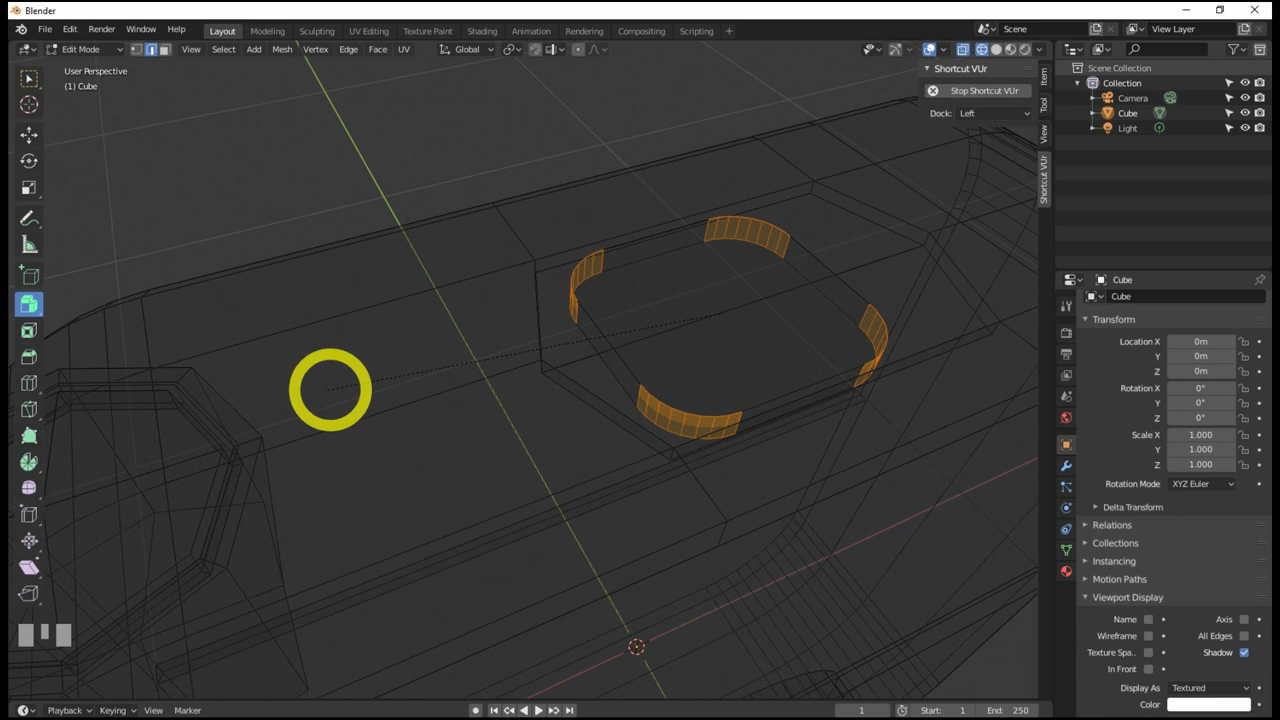 Blender
File Edit Render Window Help Layout Modeling Sculpting UV Editing Texture Paint Shading Animation Rendering Compositing Scripting + Scene View Layer
Edit Mode View Select Add Mesh Vertex Edge Face UV Global
User Perspective
(1) Cube
Shortcut VUr
Stop Shortcut VUr
Dock: Left
Item
Tool
View
Shortcut VUr
Scene Collection
Collection
Camera
Cube
Light
Cube
Cube
Transform
Location X 0m
Y 0m
Z 0m
Rotation X 0°
Y 0°
Z 0°
Scale X 1.000
Y 1.000
Z 1.000
Rotation Mode XYZ Euler
Delta Transform
Relations
Collections
Instancing
Motion Paths
Viewport Display
Name Axis
Wireframe All Edges
Texture Spa.. Shadow
In Front
Display As Textured
Color
Playback Keying View Marker 1 Start: 1 End: 250